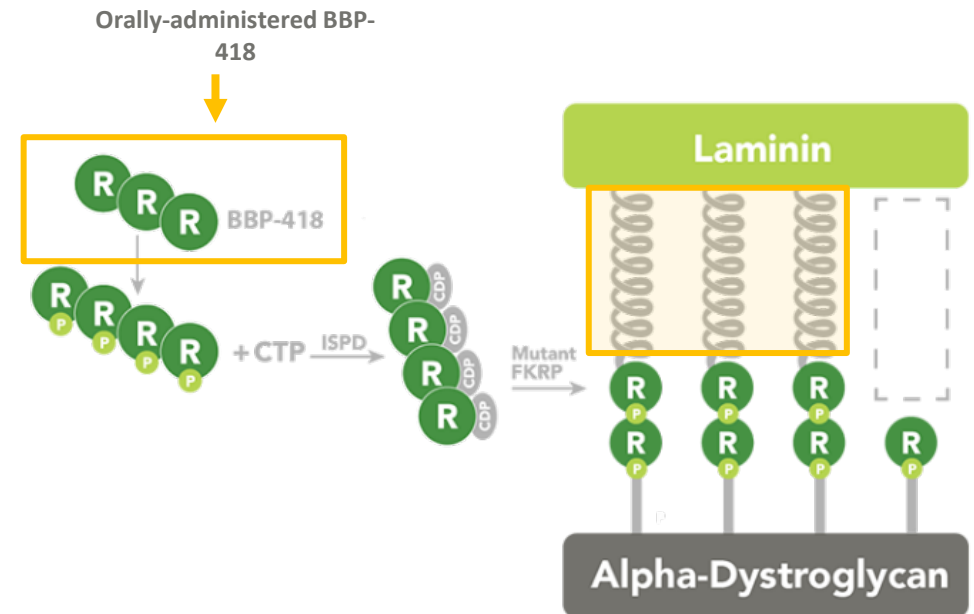 Orally-administered BBP-
418
R
R
R
BBP-418
R
P
R
P
R
P
R
P
+ CTP
ISPD
R
CDP
R
CDP
R
CDP
R
CDP
Mutant
FKRP
Laminin
R
P
R
P
R
P
R
P
R
P
R
P
R
P
P
Alpha-Dystroglycan